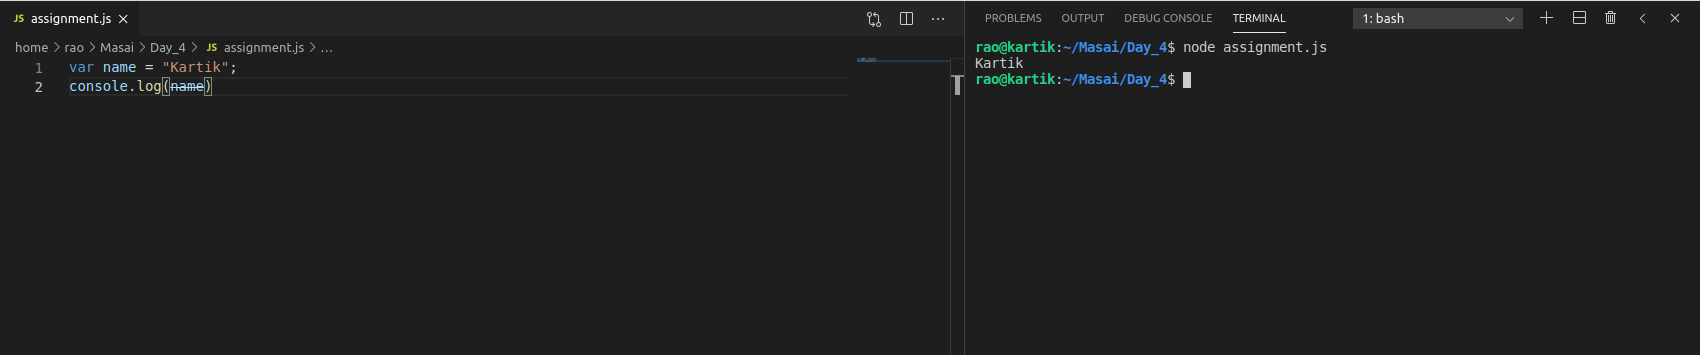 JS assignment.js
home > rao > Masai > Day_4 > JS assignment.js > ...
1 var name = "Kartik";
2 console.log(name)
PROBLEMS OUTPUT DEBUG CONSOLE TERMINAL 1: bash
rao@kartik:~/Masai/Day_4$ node assignment.js
Kartik
rao@kartik:~/Masai/Day_4$